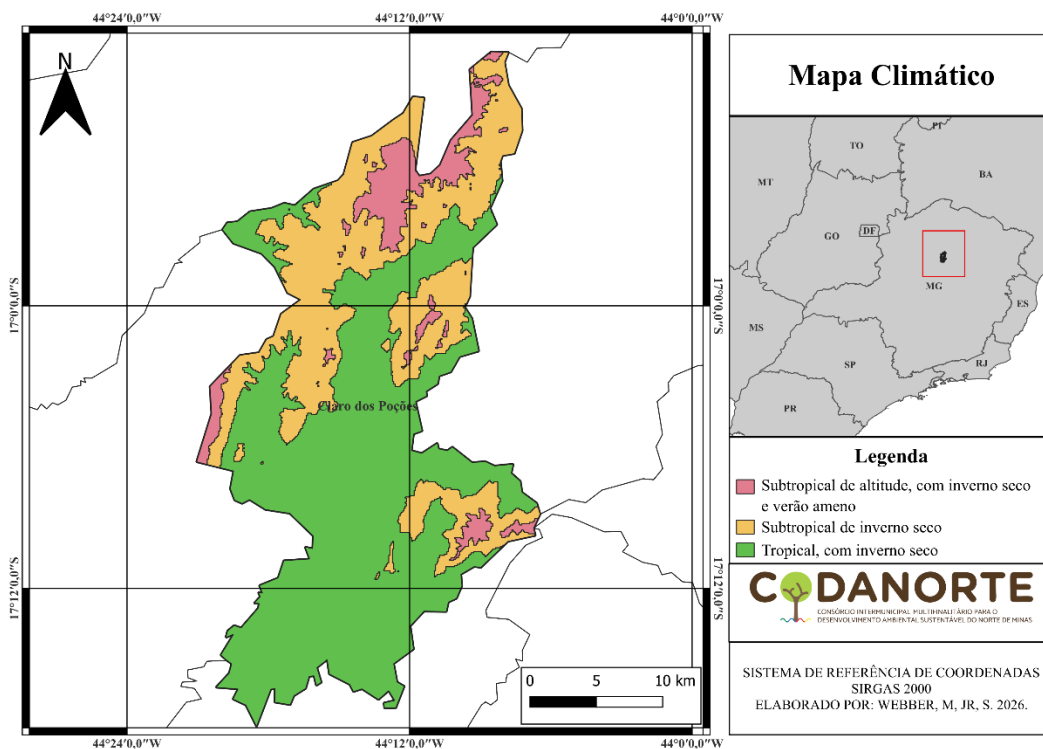 44°24'0,0"W
44°12'0,0"W
44°0'0,0"W
N
17°0'0,0"S
17°0'0,0"S
Claro dos Poções
17°12'0,0"S
17°12'0,0"S
0 5 10 km
44°24'0,0"W
44°12'0,0"W
44°0'0,0"W
Mapa Climático
PI
TO
MT
BA
GO
DF
MG
ES
MS
SP
RJ
PR
Legenda
Subtropical de altitude, com inverno seco
e verão ameno
Subtropical de inverno seco
Tropical, com inverno seco
CODANORTE
CONSÓRCIO INTERMUNICIPAL MULTIFINALITÁRIO PARA O
DESENVOLVIMENTO AMBIENTAL SUSTENTÁVEL DO NORTE DE MINAS
SISTEMA DE REFERÊNCIA DE COORDENADAS
SIRGAS 2000
ELABORADO POR: WEBBER, M, JR, S. 2026.